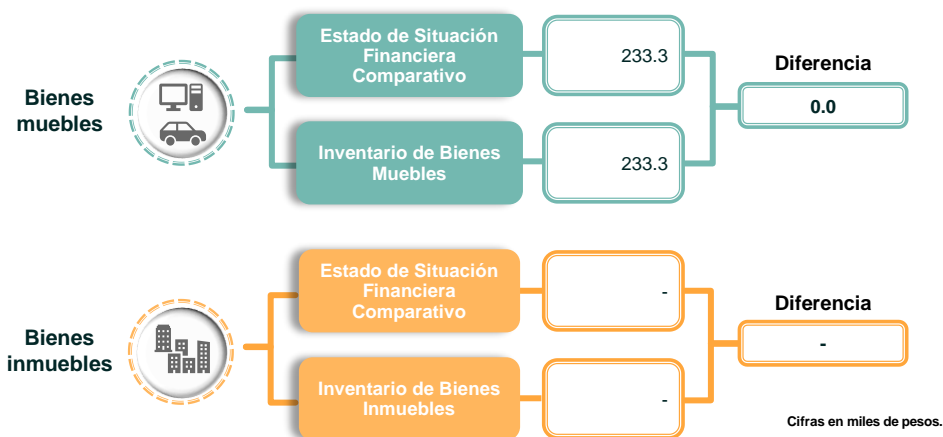 Bienes
muebles
Estado de Situación
Financiera
Comparativo
233.3
Inventario de Bienes
Muebles
233.3
Diferencia
0.0
Bienes
inmuebles
Estado de Situación
Financiera
Comparativo
-
Inventario de Bienes
Inmuebles
-
Diferencia
-
Cifras en miles de pesos.